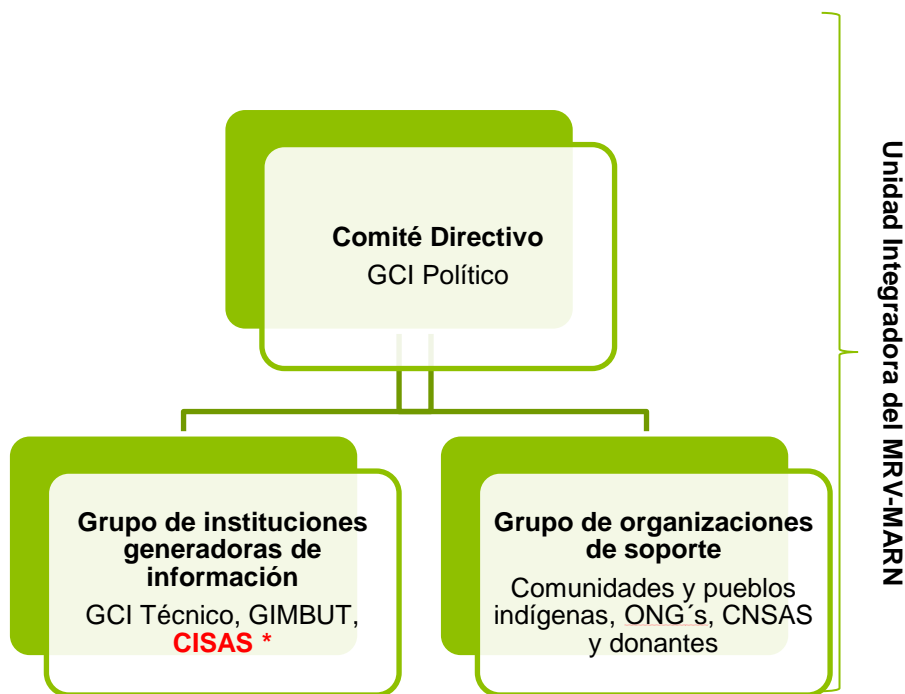 Comité Directivo
GCI Político
Grupo de instituciones
generadoras de
información
GCI Técnico, GIMBUT,
CISAS *
Grupo de organizaciones
de soporte
Comunidades y pueblos
indígenas, ONG´s, CNSAS
y donantes
Unidad Integradora del MRV-MARN